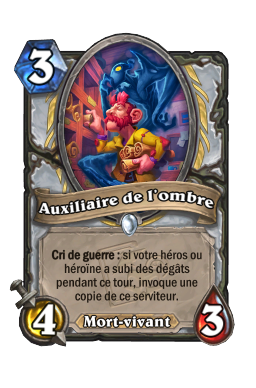 3
Auxiliaire de l'ombre
Cri de guerre : si votre héros ou
héroïne a subi des dégâts
pendant ce tour, invoque une
copie de ce serviteur.
4
Mort-vivant
3